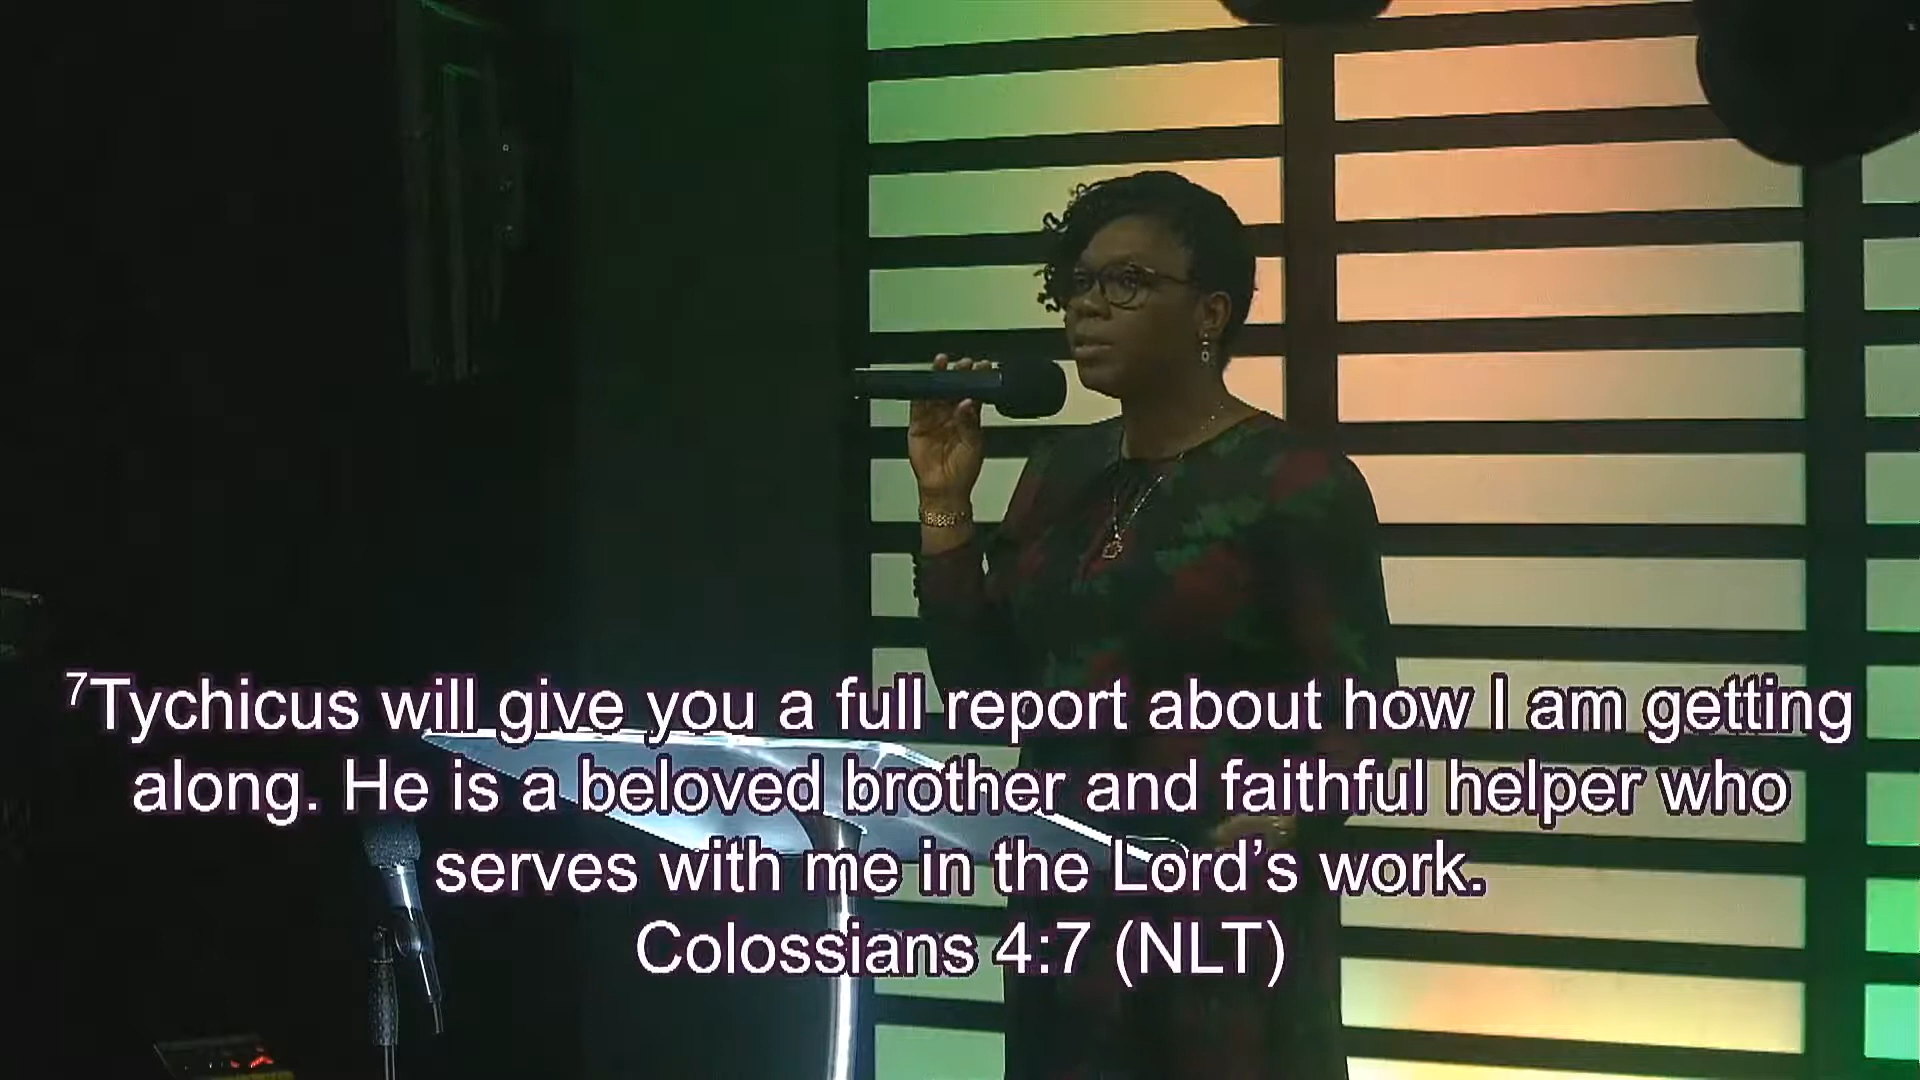 ⁷Tychicus will give you a full report about how I am getting
along. He is a beloved brother and faithful helper who
serves with me in the Lord’s work.
Colossians 4:7 (NLT)